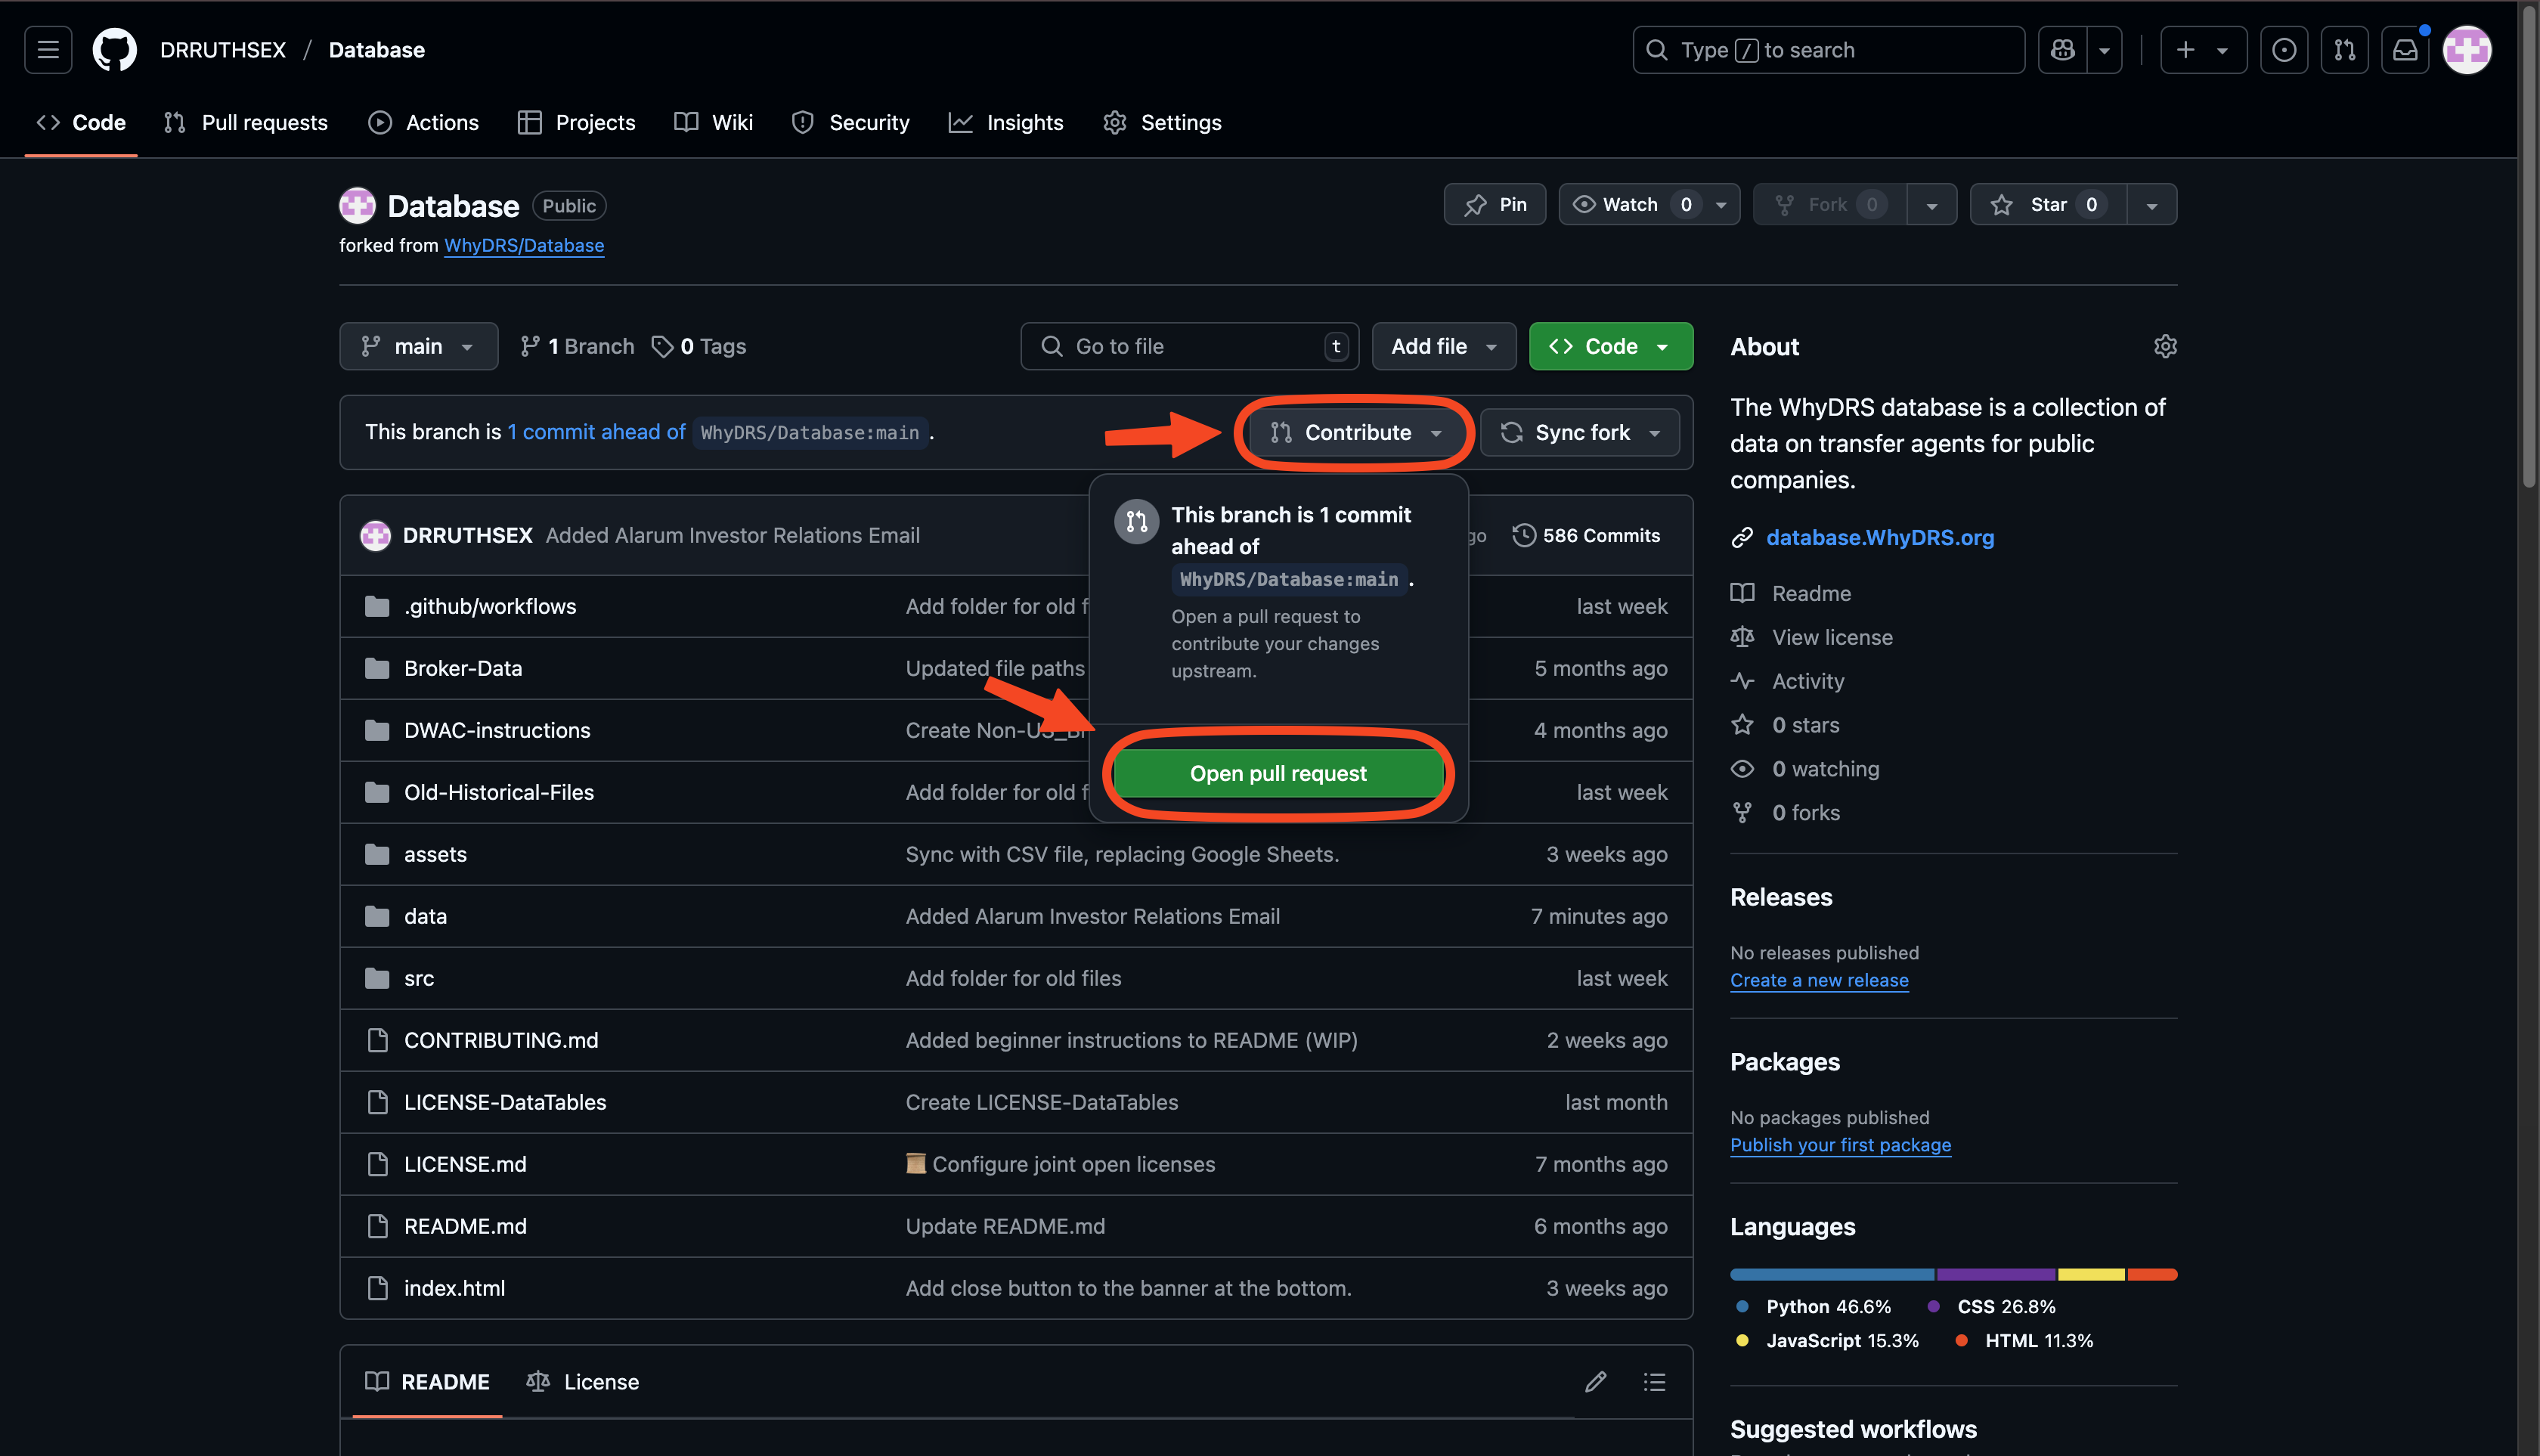 DRRUTHSEX / Database
Type / to search
Code Pull requests Actions Projects Wiki Security Insights Settings
Database Public
Pin Watch 0 Fork 0 Star 0
forked from WhyDRS/Database
main 1 Branch 0 Tags Go to file t Add file Code
This branch is 1 commit ahead of WhyDRS/Database:main .
Contribute Sync fork
This branch is 1 commit
ahead of
WhyDRS/Database:main .
Open a pull request to
contribute your changes
upstream.
Open pull request
DRRUTHSEX Added Alarum Investor Relations Email go 586 Commits
.github/workflows Add folder for old f last week
Broker-Data Updated file paths 5 months ago
DWAC-instructions Create Non-US_Br 4 months ago
Old-Historical-Files Add folder for old f last week
assets Sync with CSV file, replacing Google Sheets. 3 weeks ago
data Added Alarum Investor Relations Email 7 minutes ago
src Add folder for old files last week
CONTRIBUTING.md Added beginner instructions to README (WIP) 2 weeks ago
LICENSE-DataTables Create LICENSE-DataTables last month
LICENSE.md 📜 Configure joint open licenses 7 months ago
README.md Update README.md 6 months ago
index.html Add close button to the banner at the bottom. 3 weeks ago
README License
About
The WhyDRS database is a collection of
data on transfer agents for public
companies.
database.WhyDRS.org
Readme
View license
Activity
0 stars
0 watching
0 forks
Releases
No releases published
Create a new release
Packages
No packages published
Publish your first package
Languages
Python 46.6% CSS 26.8%
JavaScript 15.3% HTML 11.3%
Suggested workflows